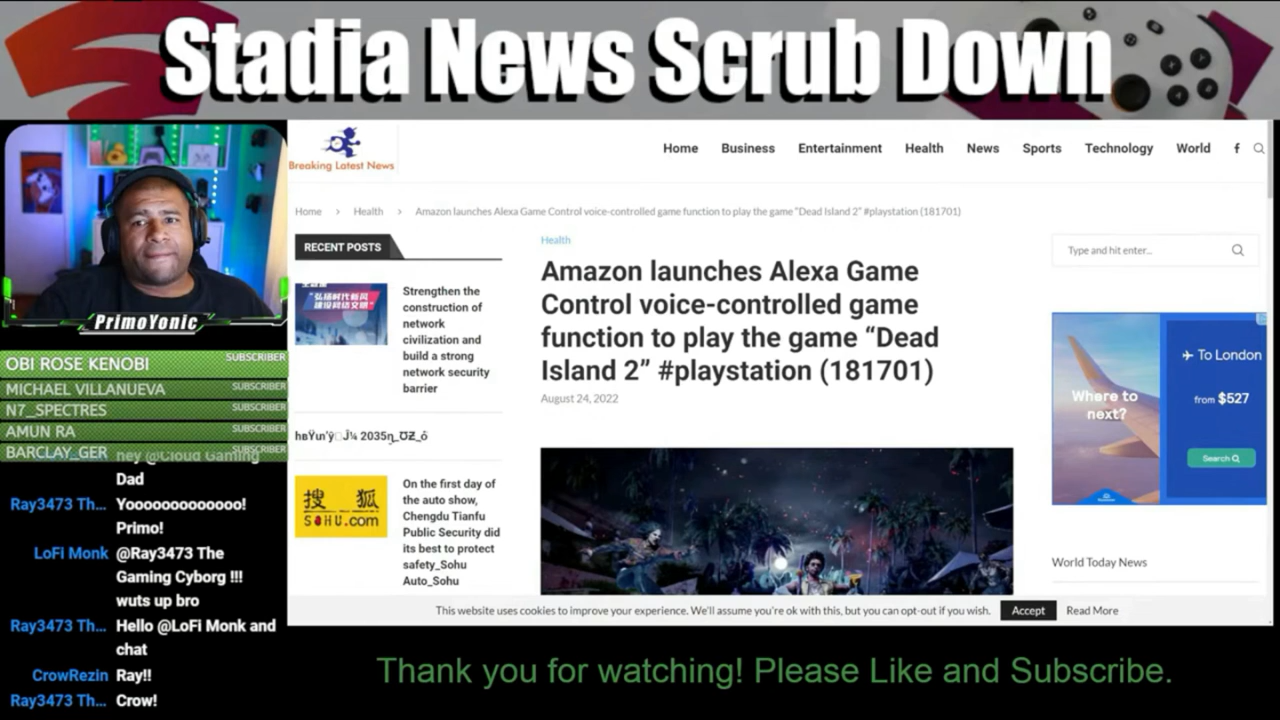 Stadia News Scrub Down
Breaking Latest News
Home Business Entertainment Health News Sports Technology World
Home > Health > Amazon launches Alexa Game Control voice-controlled game function to play the game “Dead Island 2” #playstation (181701)
RECENT POSTS
Strengthen the
construction of
network
civilization and
build a strong
network security
barrier
2035
搜狐
SOHU.com
On the first day of
the auto show,
Chengdu Tianfu
Public Security did
its best to protect
safety_Sohu
Auto_Sohu
Health
Amazon launches Alexa Game
Control voice-controlled game
function to play the game “Dead
Island 2” #playstation (181701)
August 24, 2022
Type and hit enter...
Where to
next?
To London
from $527
Search
World Today News
This website uses cookies to improve your experience. We'll assume you're ok with this, but you can opt-out if you wish. Accept Read More
PrimoYonic
OBI ROSE KENOBI SUBSCRIBER
MICHAEL VILLANUEVA SUBSCRIBER
N7_SPECTRES SUBSCRIBER
AMUN RA SUBSCRIBER
BARCLAY_GER SUBSCRIBER
hey @Cloud Gaming
Dad
Ray3473 Th... Yooooooooooooo!
Primo!
LoFi Monk @Ray3473 The
Gaming Cyborg !!!
wuts up bro
Ray3473 Th... Hello @LoFi Monk and
chat
CrowRezin Ray!!
Ray3473 Th... Crow!
Thank you for watching! Please Like and Subscribe.